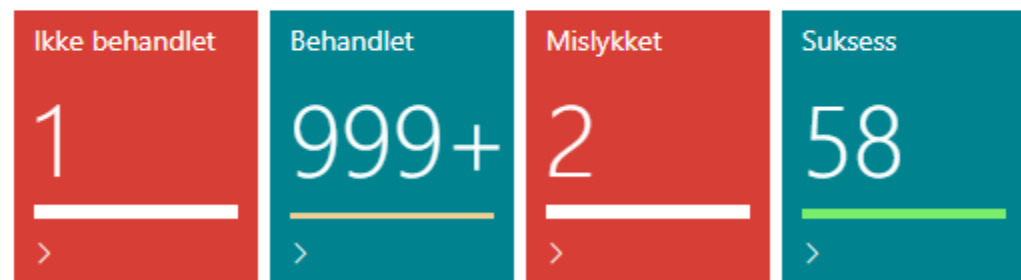 Ikke behandlet
1
Behandlet
999+
Mislykket
2
Suksess
58